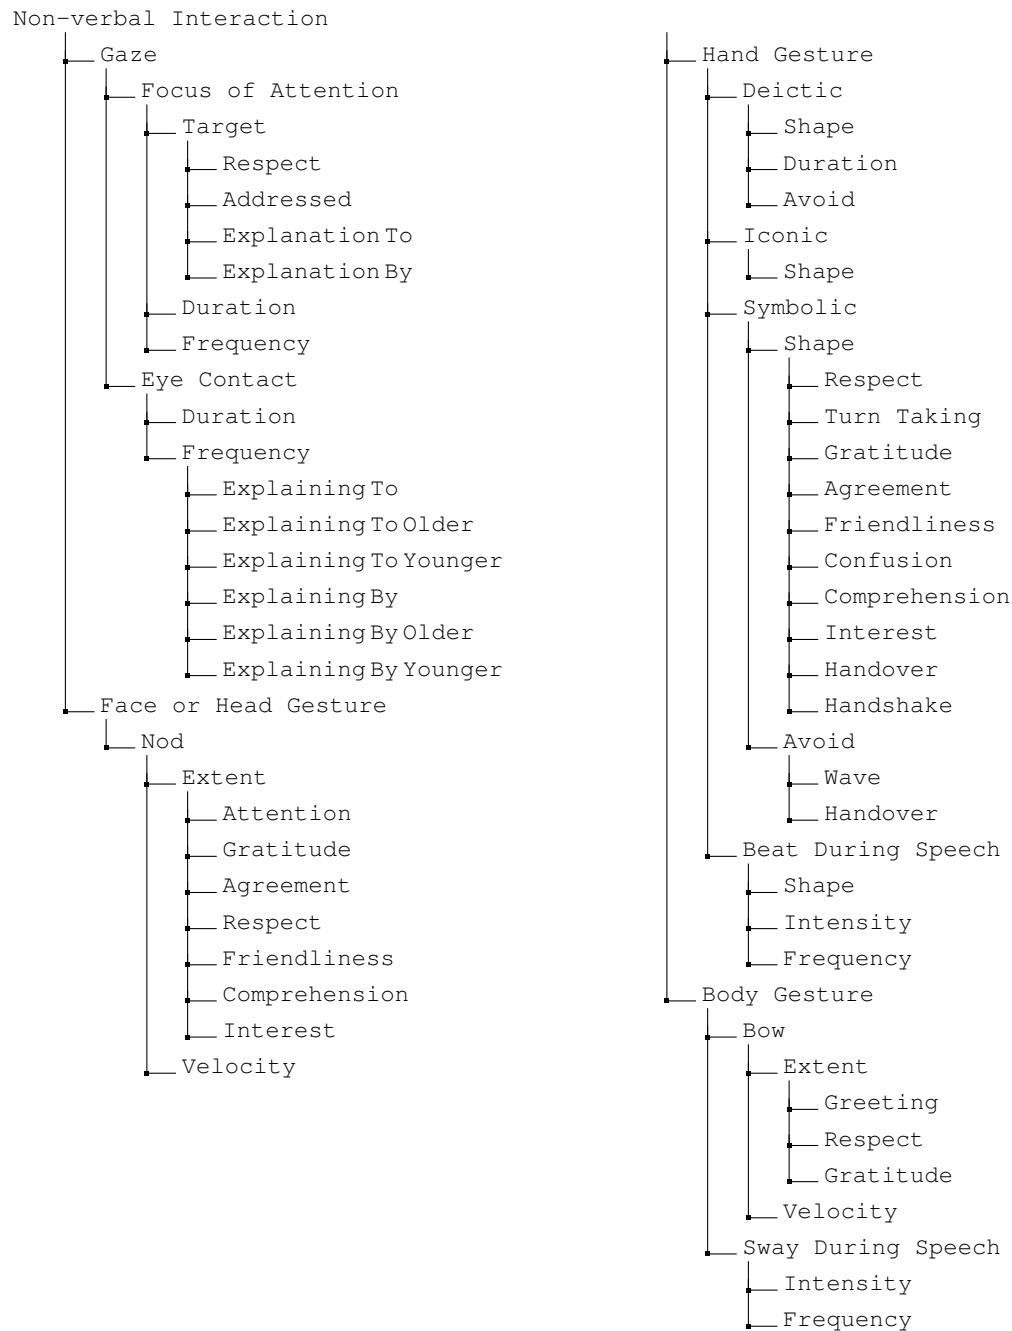 Non-verbal Interaction
Gaze
Focus of Attention
Target
Respect
Addressed
Explanation To
Explanation By
Duration
Frequency
Eye Contact
Duration
Frequency
Explaining To
Explaining To Older
Explaining To Younger
Explaining By
Explaining By Older
Explaining By Younger
Face or Head Gesture
Nod
Extent
Attention
Gratitude
Agreement
Respect
Friendliness
Comprehension
Interest
Velocity
Hand Gesture
Deictic
Shape
Duration
Avoid
Iconic
Shape
Symbolic
Shape
Respect
Turn Taking
Gratitude
Agreement
Friendliness
Confusion
Comprehension
Interest
Handover
Handshake
Avoid
Wave
Handover
Beat During Speech
Shape
Intensity
Frequency
Body Gesture
Bow
Extent
Greeting
Respect
Gratitude
Velocity
Sway During Speech
Intensity
Frequency